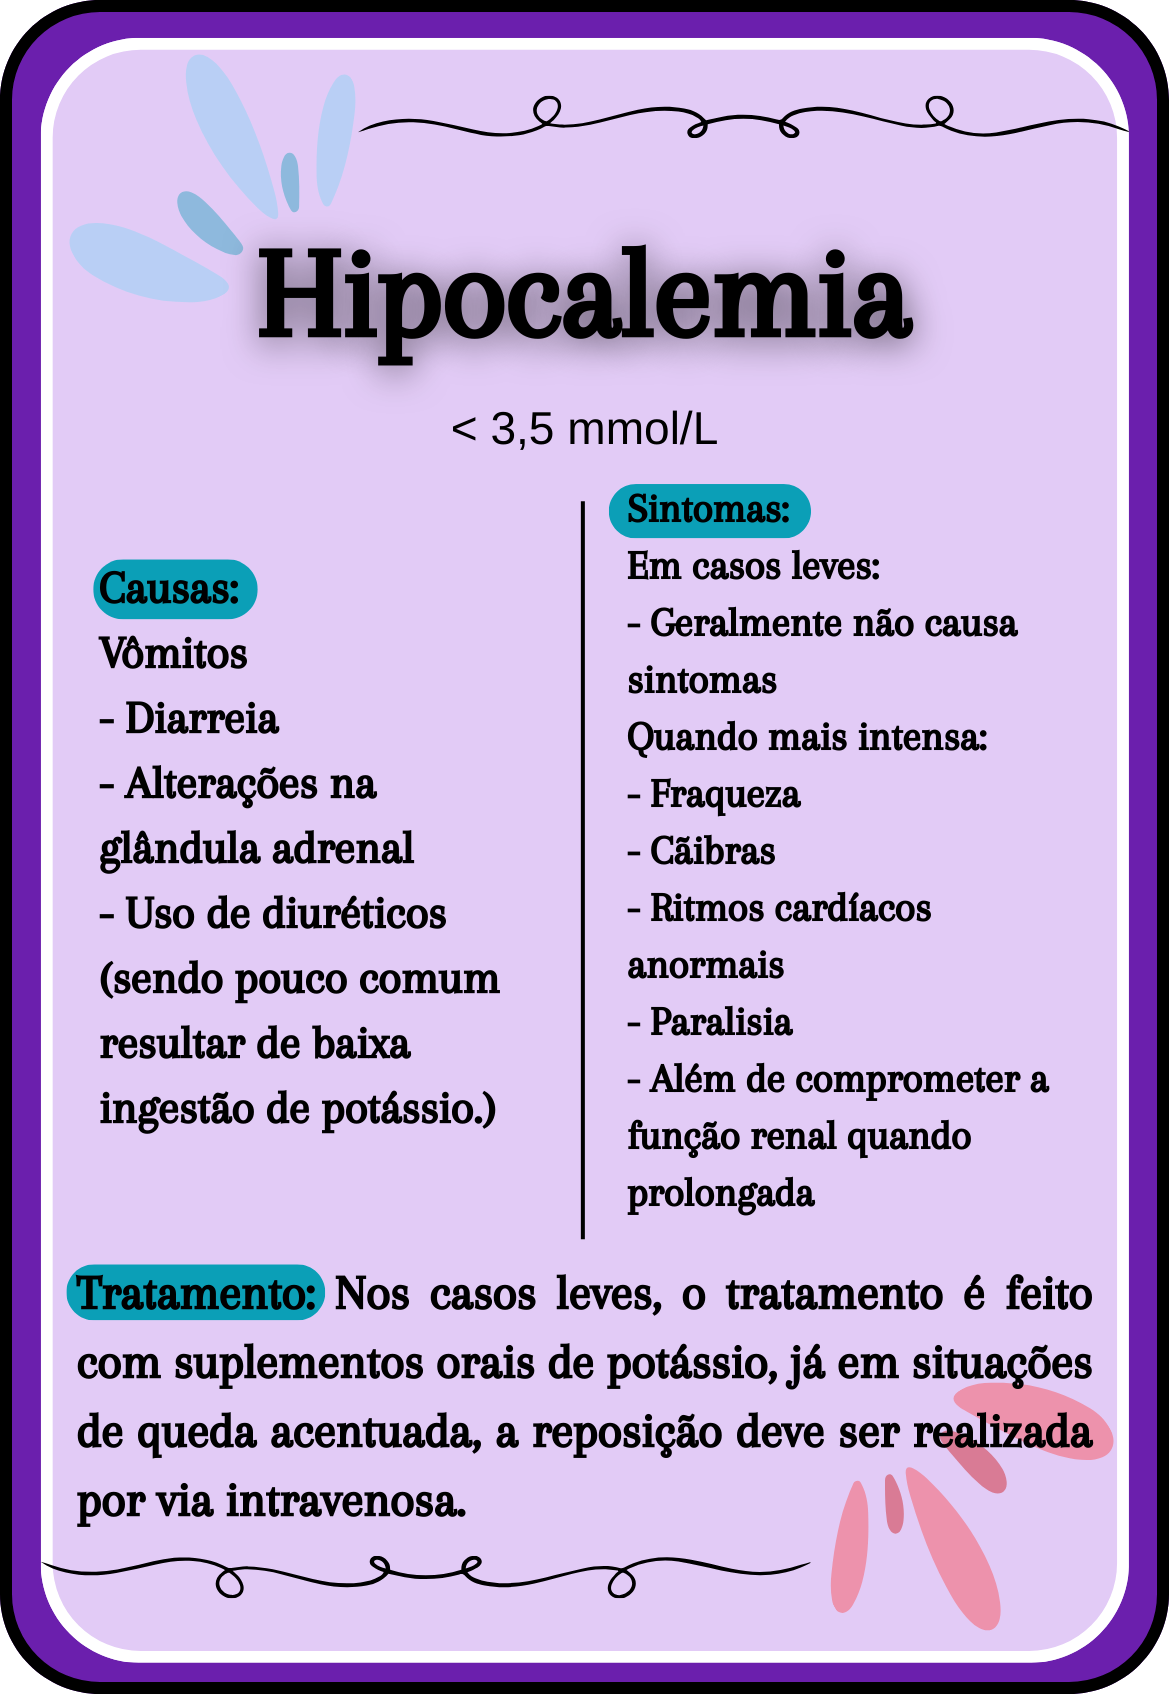 Hipocalemia
< 3,5 mmol/L
Causas:
Vômitos
- Diarreia
- Alterações na
glândula adrenal
- Uso de diuréticos
(sendo pouco comum
resultar de baixa
ingestão de potássio.)
Sintomas:
Em casos leves:
- Geralmente não causa
sintomas
Quando mais intensa:
- Fraqueza
- Cãibras
- Ritmos cardíacos
anormais
- Paralisia
- Além de comprometer a
função renal quando
prolongada
Tratamento: Nos casos leves, o tratamento é feito
com suplementos orais de potássio, já em situações
de queda acentuada, a reposição deve ser realizada
por via intravenosa.